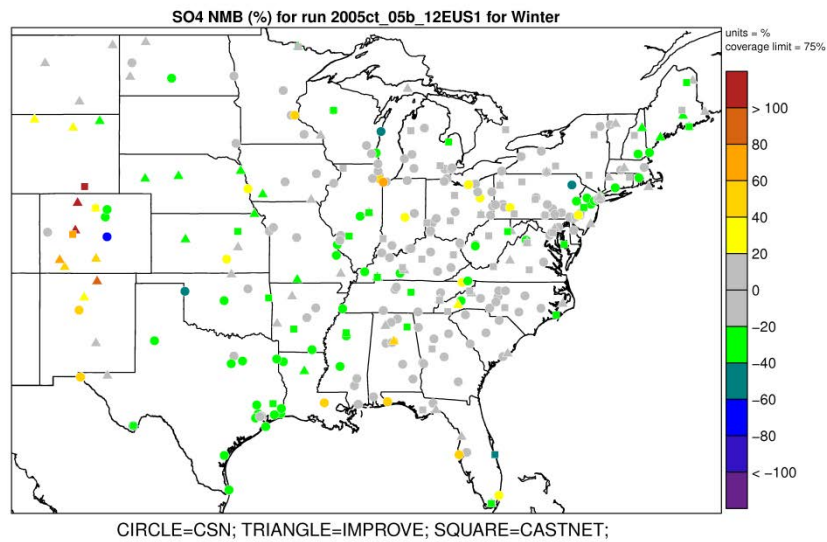 SO4 NMB (%) for run 2005ct_05b_12EUS1 for Winter
units = %
coverage limit = 75%
> 100
80
60
40
20
0
−20
−40
−60
−80
< −100
CIRCLE=CSN; TRIANGLE=IMPROVE; SQUARE=CASTNET;